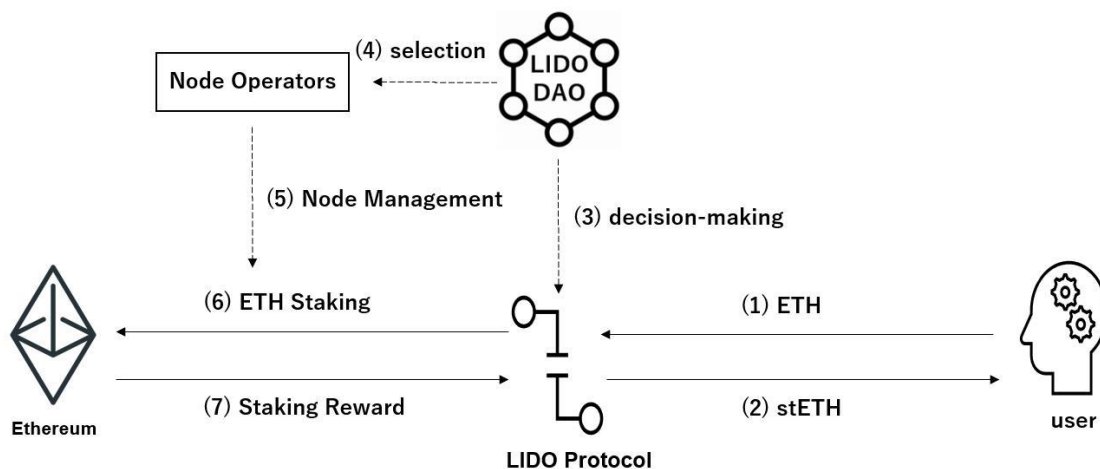 (4) selection
LIDO
DAO
Node Operators
(5) Node Management
(3) decision-making
(6) ETH Staking
(1) ETH
(7) Staking Reward
(2) stETH
Ethereum
user
LIDO Protocol